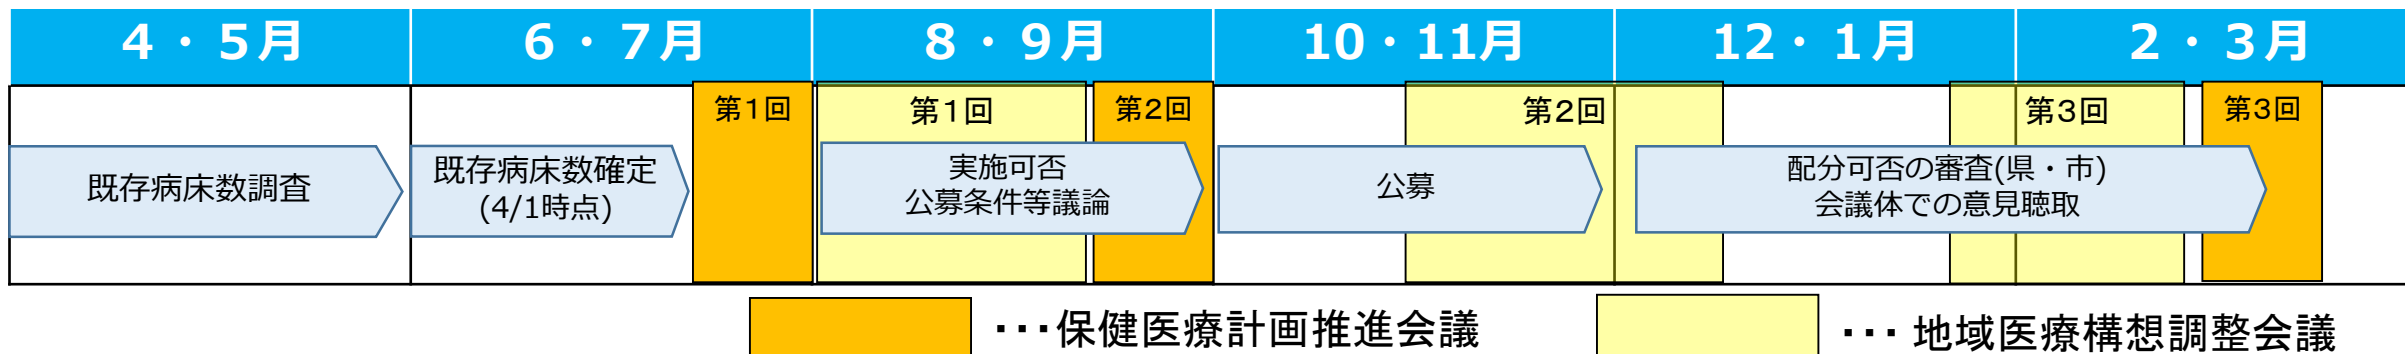 ４・５月
６・７月
８・９月
10・11月
12・１月
２・３月
第１回
第１回
第２回
第２回
第３回
第３回
既存病床数調査
既存病床数確定
(4/1時点)
実施可否
公募条件等議論
公募
配分可否の審査(県・市)
会議体での意見聴取
･･･保健医療計画推進会議
･･･ 地域医療構想調整会議